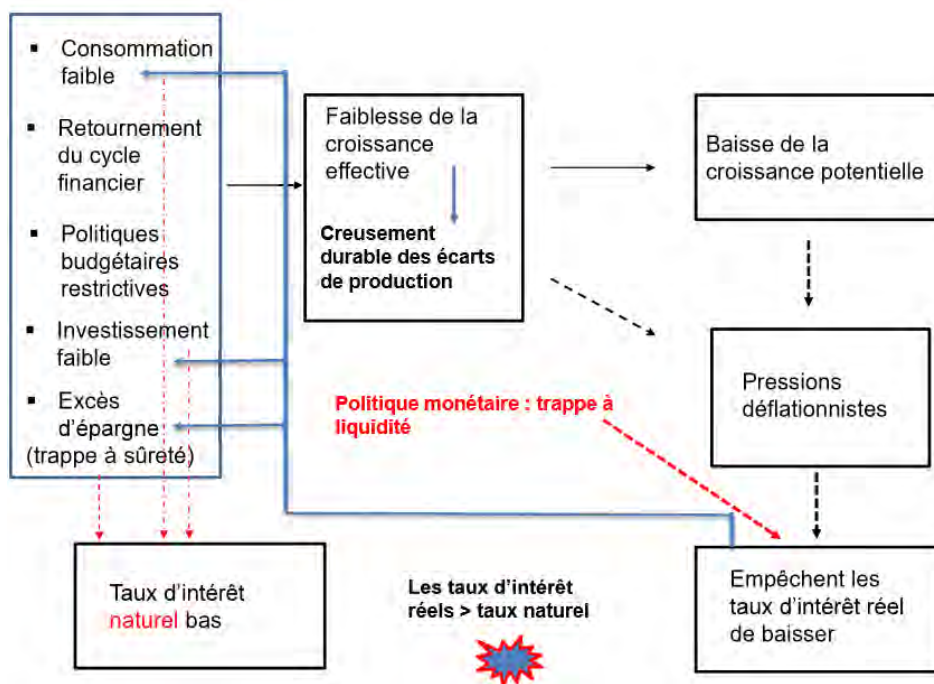 ▪ Consommation
faible
▪ Retournement
du cycle
financier
▪ Politiques
budgétaires
restrictives
▪ Investissement
faible
▪ Excès
d'épargne
(trappe à sûreté)
Faiblesse de la
croissance
effective
Creusement
durable des écarts
de production
Baisse de la
croissance potentielle
Pressions
déflationnistes
Politique monétaire : trappe à
liquidité
Taux d'intérêt
naturel bas
Les taux d'intérêt
réels > taux naturel
Empêchent les
taux d'intérêt réel
de baisser